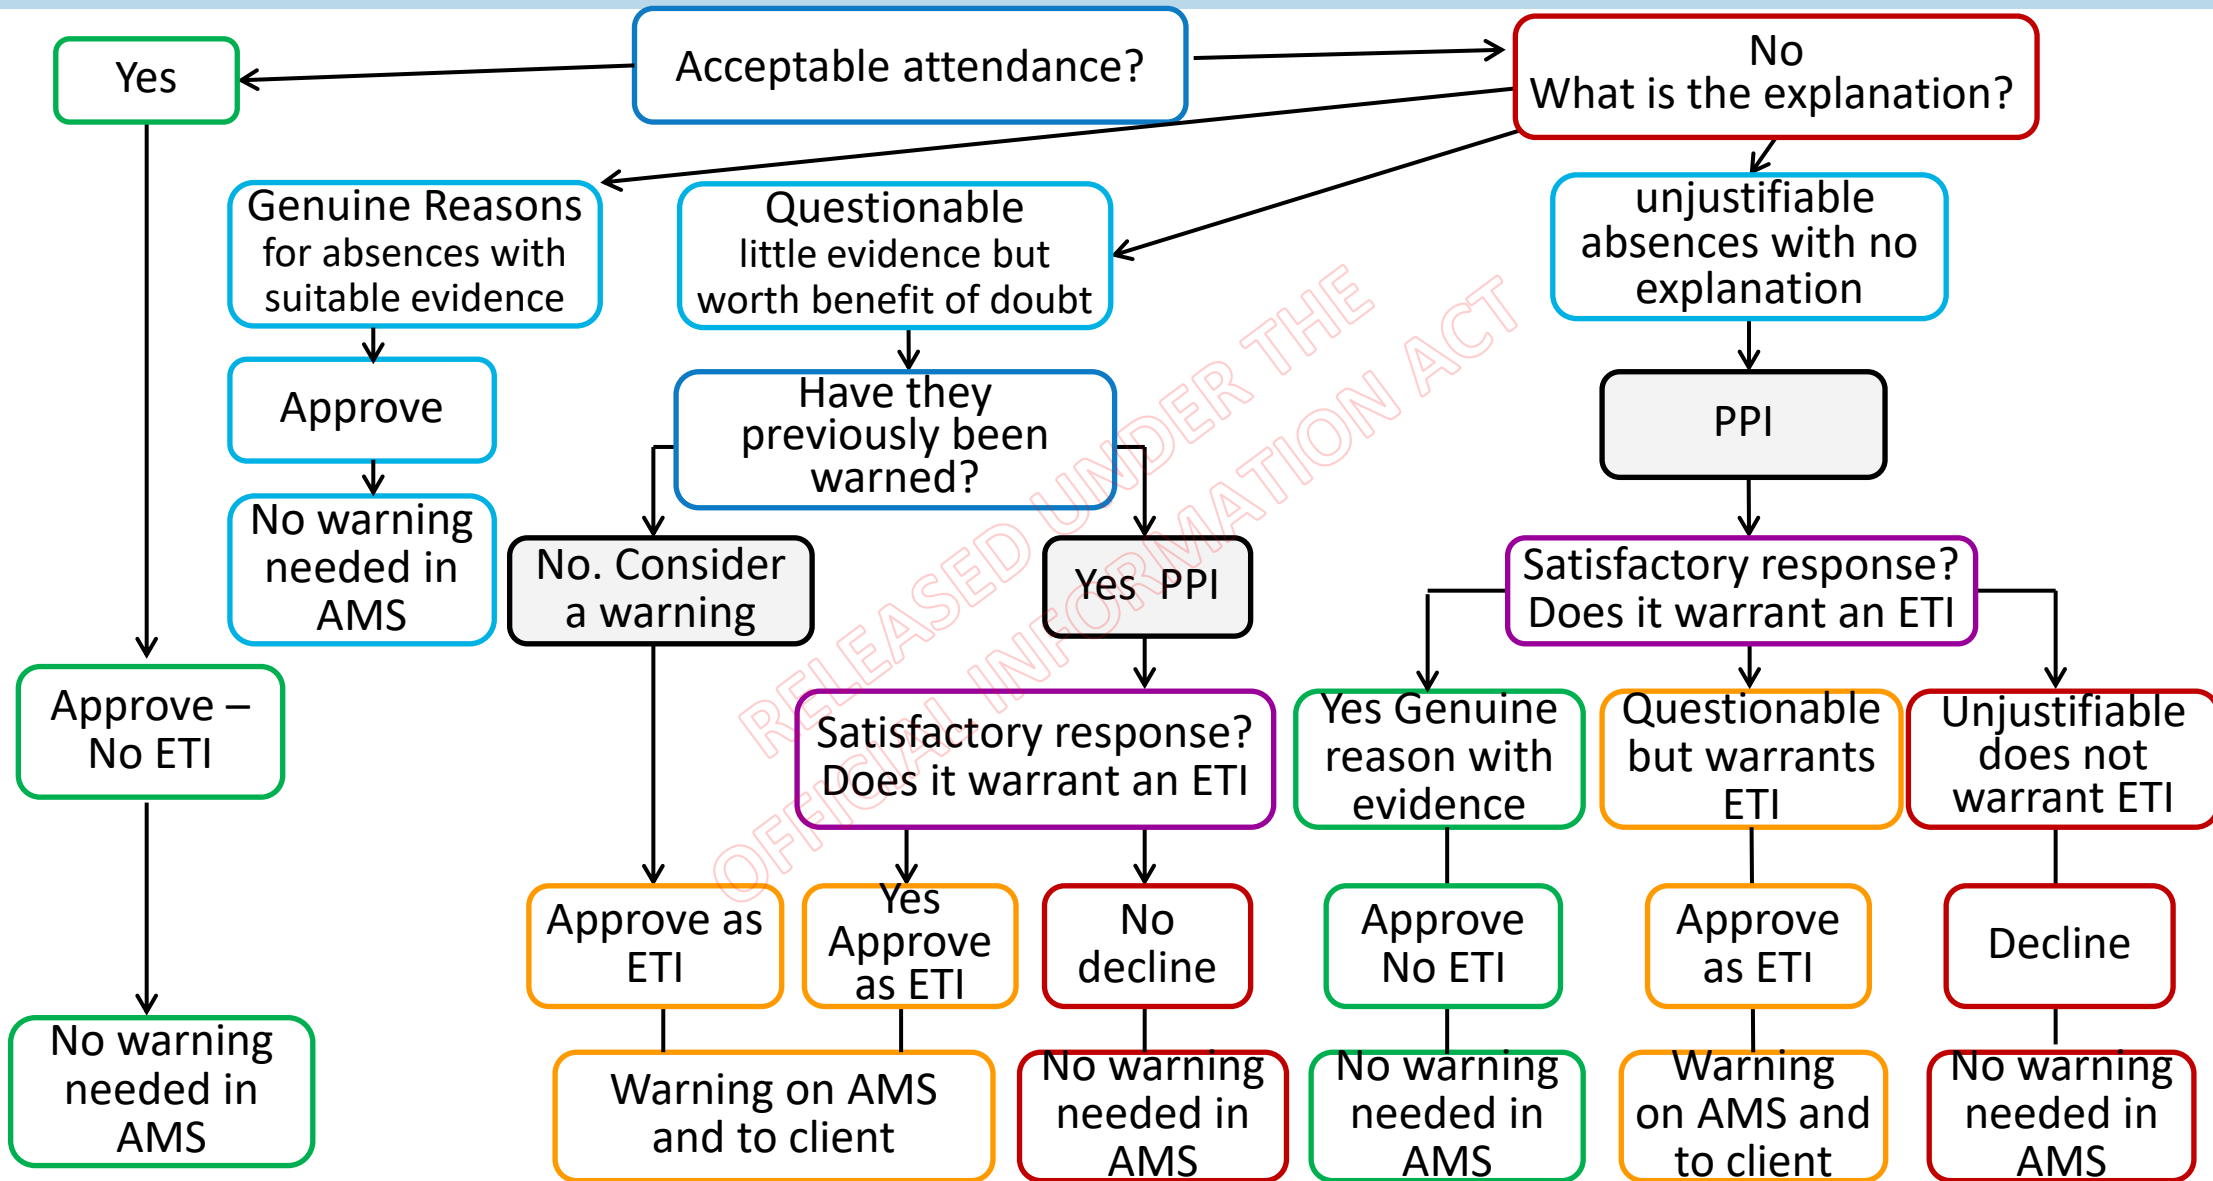 Yes
Acceptable attendance?
No
What is the explanation?
Genuine Reasons
for absences with
suitable evidence
Questionable
little evidence but
worth benefit of doubt
unjustifiable
absences with no
explanation
Approve
Have they
previously been
warned?
PPI
No warning
needed in
AMS
No. Consider
a warning
Yes PPI
Satisfactory response?
Does it warrant an ETI
Approve –
No ETI
Satisfactory response?
Does it warrant an ETI
Yes Genuine
reason with
evidence
Questionable
but warrants
ETI
Unjustifiable
does not
warrant ETI
Approve as
ETI
Yes
Approve
as ETI
No
decline
Approve
No ETI
Approve
as ETI
Decline
No warning
needed in
AMS
Warning on AMS
and to client
No warning
needed in
AMS
No warning
needed in
AMS
Warning
on AMS and
to client
No warning
needed in
AMS
RELEASED UNDER THE
OFFICIAL INFORMATION ACT